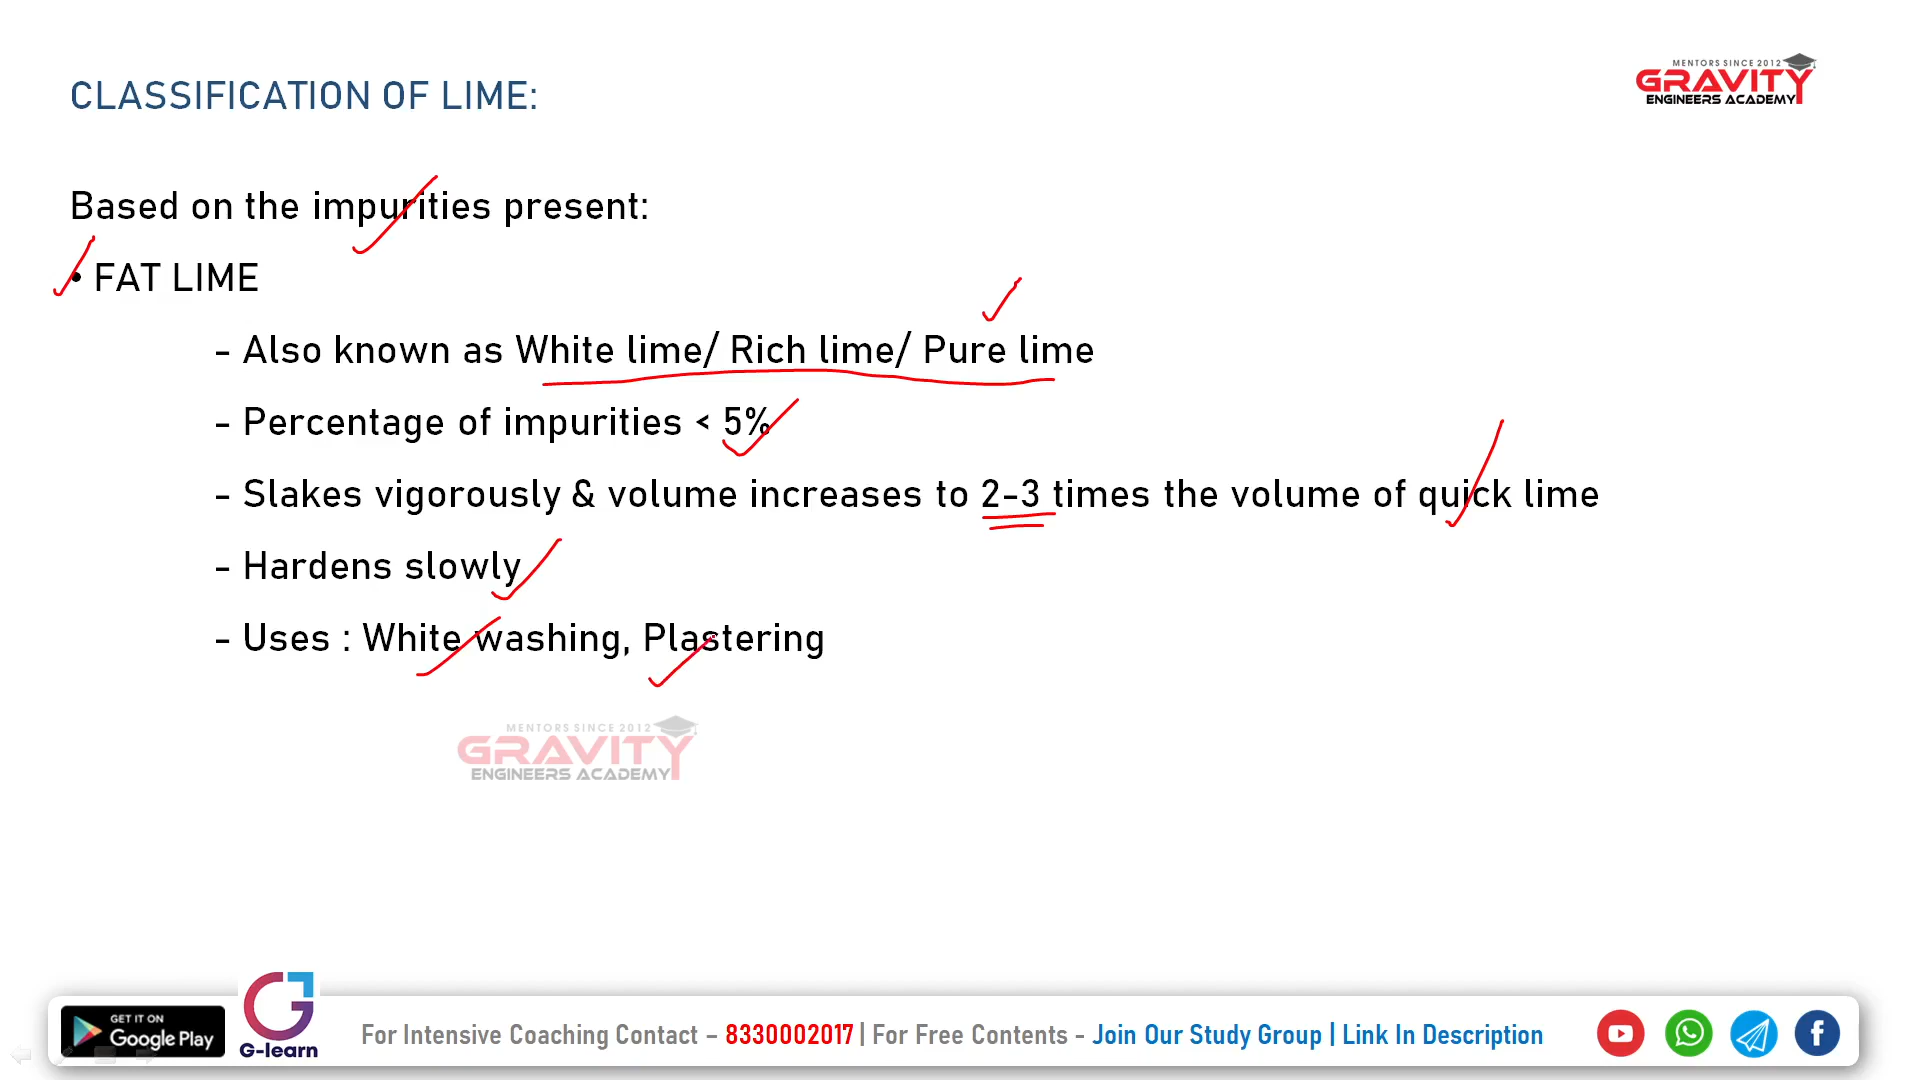 CLASSIFICATION OF LIME:
MENTORS SINCE 2012
GRAVITY
ENGINEERS ACADEMY
Based on the impurities present:
• FAT LIME
- Also known as White lime/ Rich lime/ Pure lime
- Percentage of impurities < 5%
- Slakes vigorously & volume increases to 2-3 times the volume of quick lime
- Hardens slowly
- Uses : White washing, Plastering
MENTORS SINCE 2012
GRAVITY
ENGINEERS ACADEMY
GET IT ON
Google Play
G-learn
For Intensive Coaching Contact – 8330002017 | For Free Contents - Join Our Study Group | Link In Description